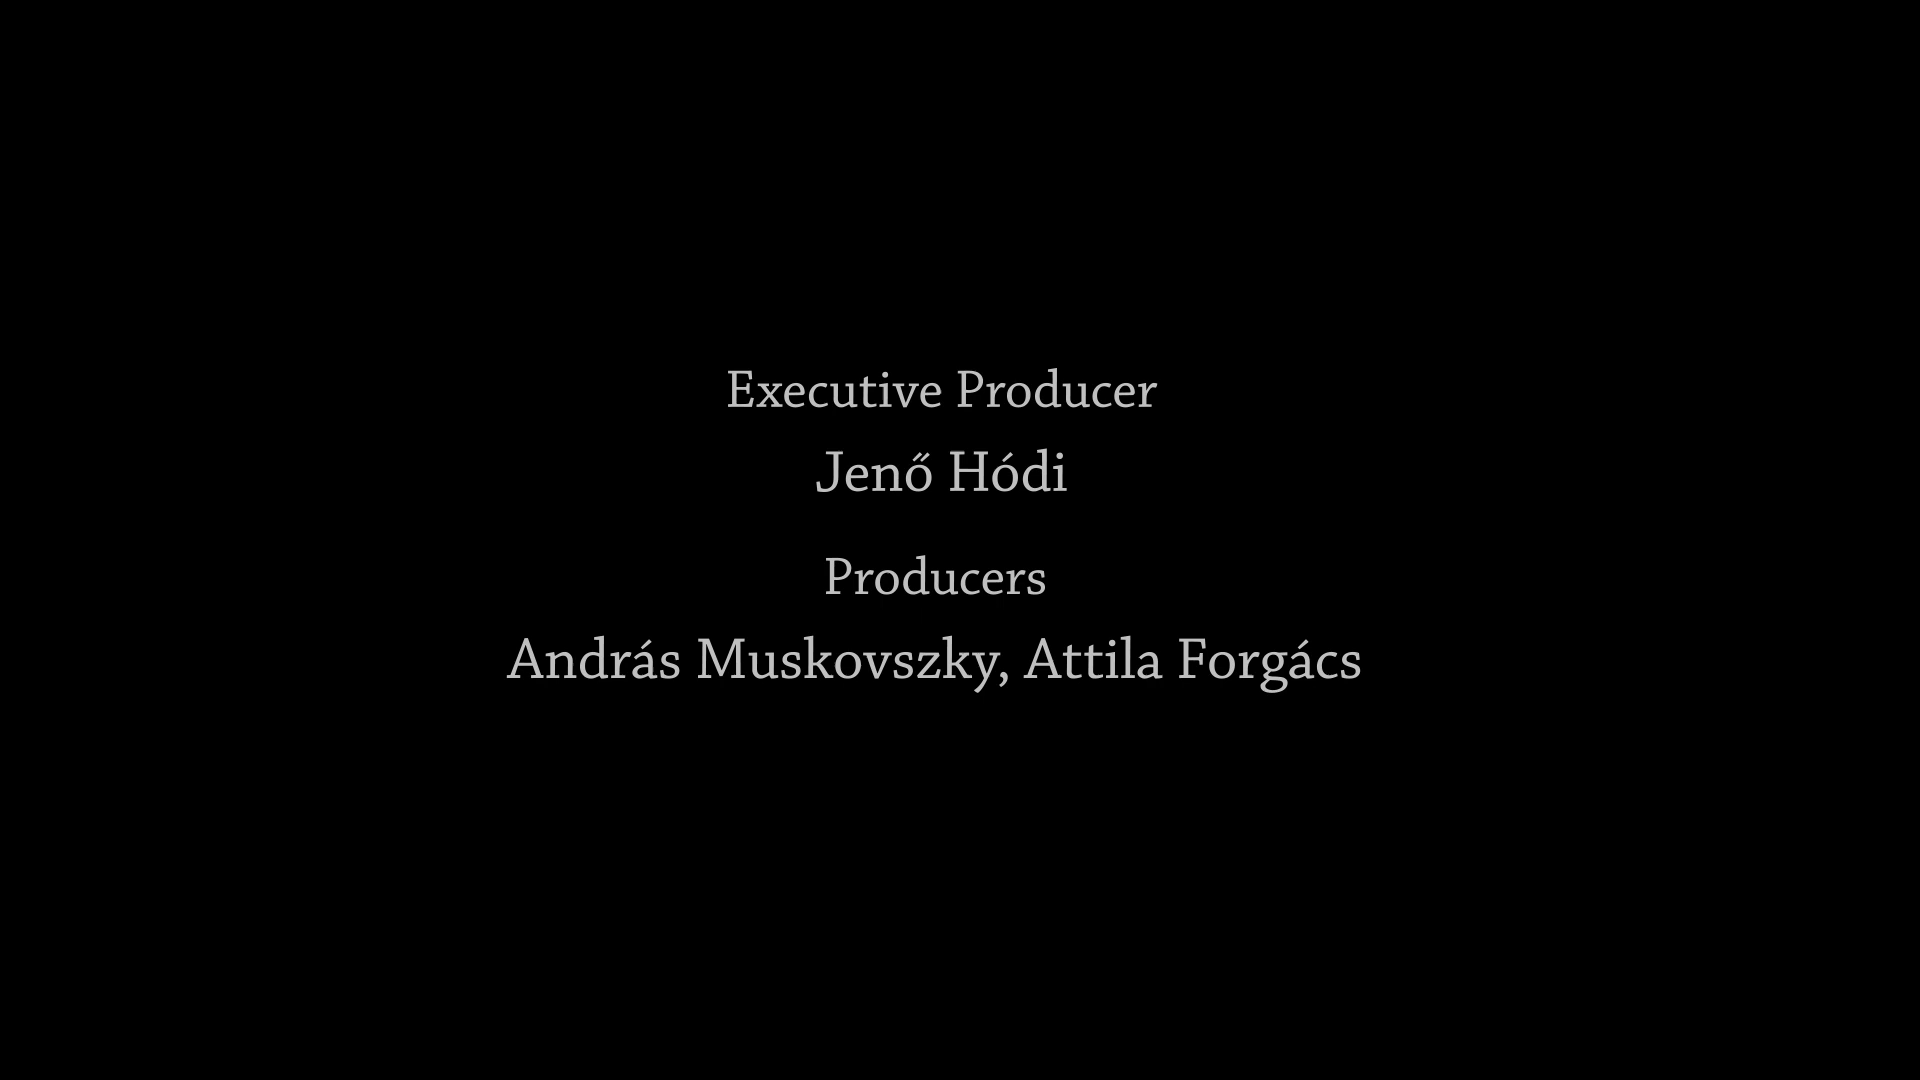 Executive Producer
Jenő Hódi
Producers
András Muskovszky, Attila Forgács